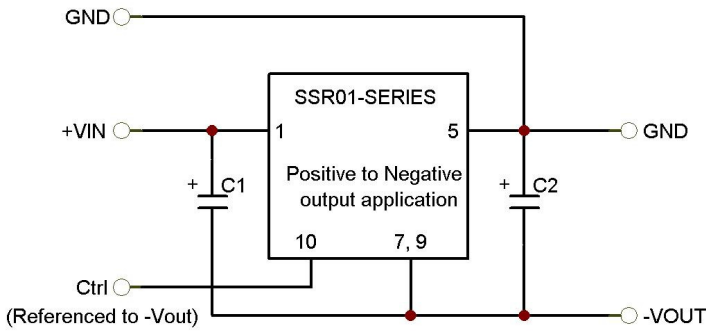 GND
SSR01-SERIES
+VIN
1
5
GND
Positive to Negative
output application
+
C1
+
C2
10
7, 9
Ctrl
(Referenced to -Vout)
-VOUT